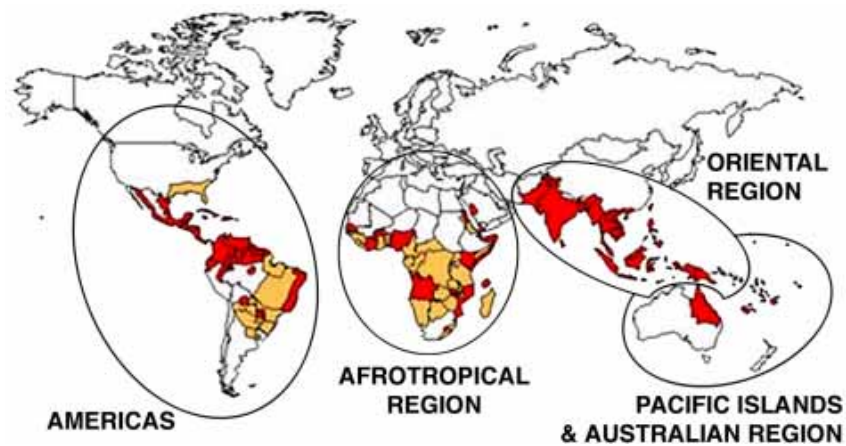 ORIENTAL
REGION
AFROTROPICAL
REGION
AMERICAS
PACIFIC ISLANDS
& AUSTRALIAN REGION